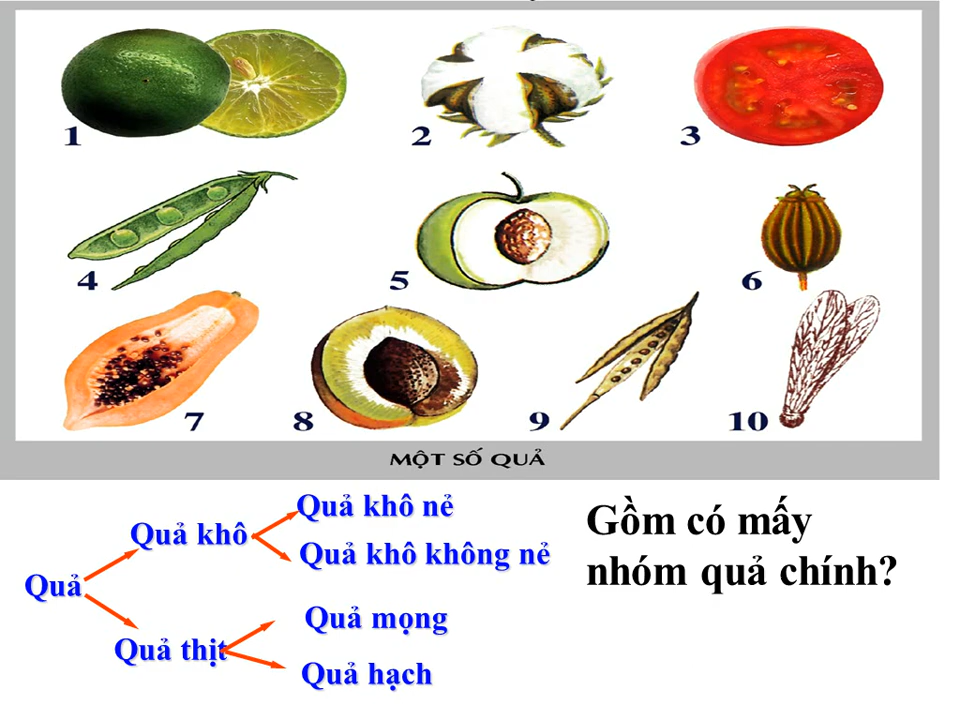 1
2
3
4
5
6
7
8
9
10
MỘT SỐ QUẢ
Quả khô nẻ
Quả khô
Quả khô không nẻ
Quả
Quả mọng
Quả thịt
Quả hạch
Gồm có mấy
nhóm quả chính?